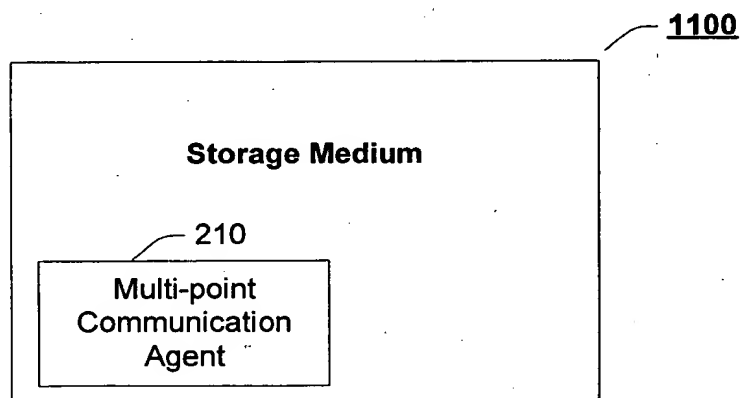 1100
Storage Medium
210
Multi-point
Communication
Agent